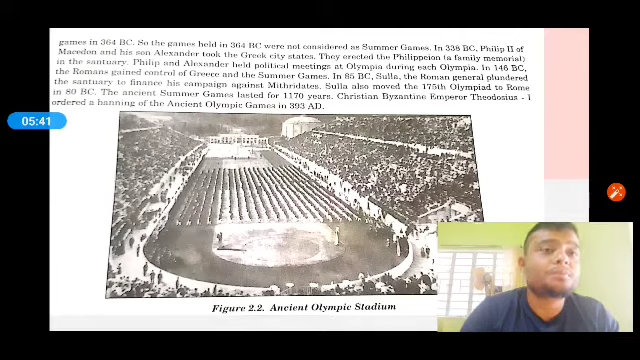 games in 364 BC. So the games held in 364 BC were not considered as Summer Games. In 338 BC, Philip II of
Macedon and his son Alexander took the Greek city states. They erected the Philippeion (a family memorial)
in the santuary. Philip and Alexander held political meetings at Olympia during each Olympia. In 146 BC,
the Romans gained control of Greece and the Summer Games. In 85 BC, Sulla, the Roman general plundered
the santuary to finance his campaign against Mithridates. Sulla also moved the 175th Olympiad to Rome
in 80 BC. The ancient Summer Games lasted for 1170 years. Christian Byzantine Emperor Theodosius - I
ordered a banning of the Ancient Olympic Games in 393 AD.
05:41
Figure 2.2. Ancient Olympic Stadium